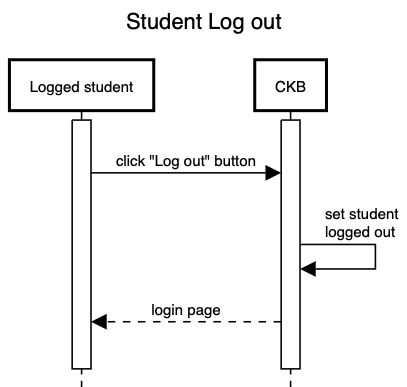 Student Log out
Logged student
CKB
click "Log out" button
set student
logged out
login page